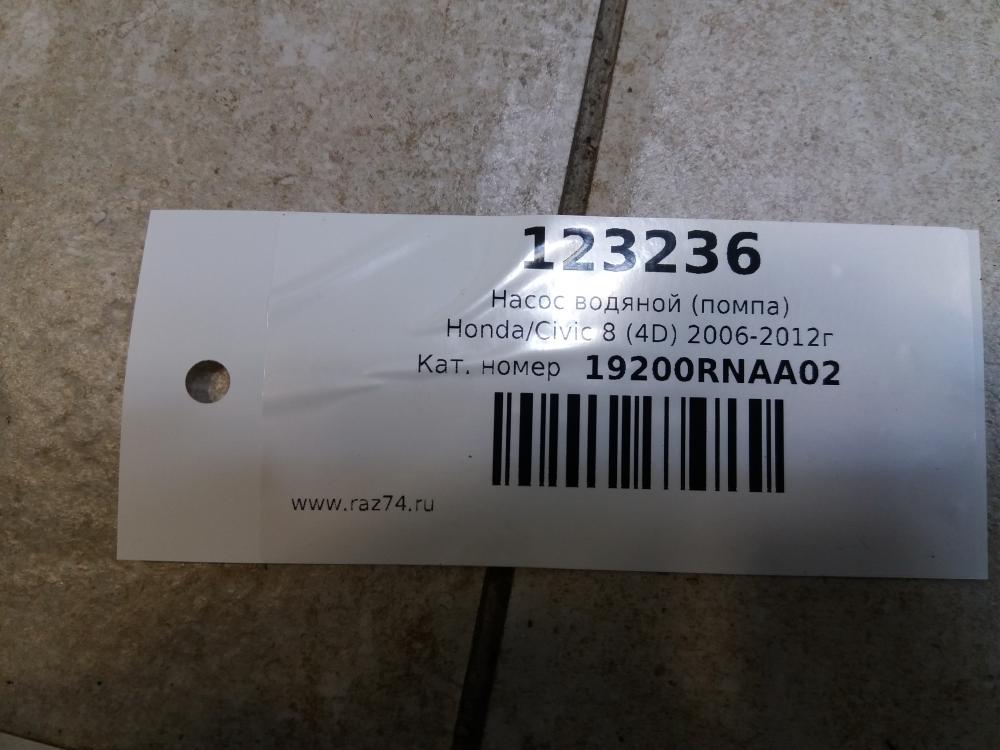 123236
Насос водяной (помпа)
Honda/Civic 8 (4D) 2006-2012г
Кат. номер 19200RNAA02
www.raz74.ru